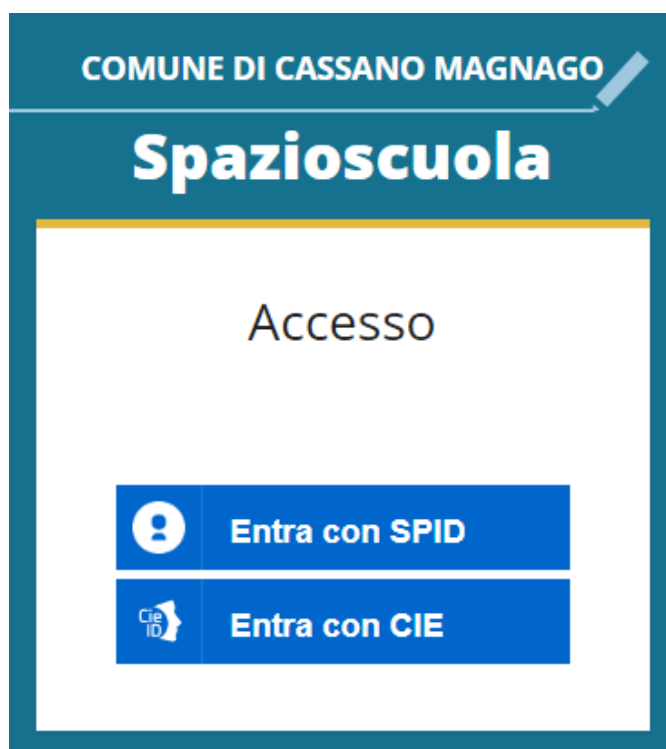 COMUNE DI CASSANO MAGNAGO
Spazioscuola
Accesso
Entra con SPID
Cie
ID
Entra con CIE